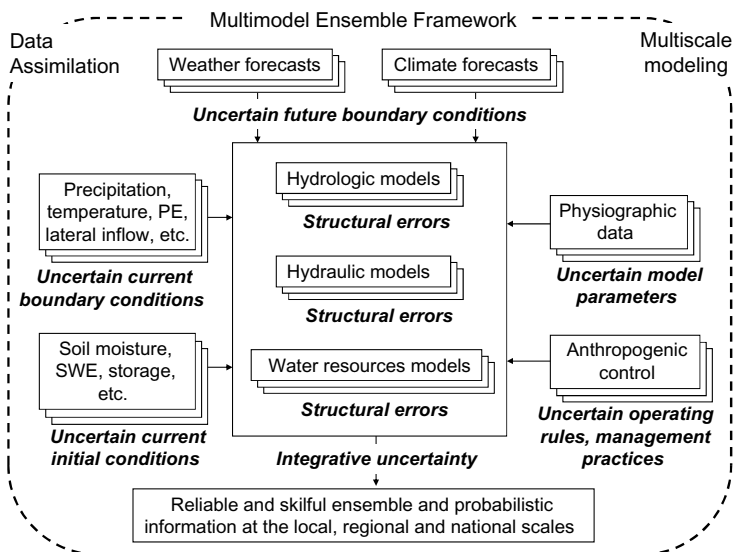 Multimodel Ensemble Framework
Data
Assimilation
Multiscale
modeling
Weather forecasts
Climate forecasts
Uncertain future boundary conditions
Precipitation,
temperature, PE,
lateral inflow, etc.
Uncertain current
boundary conditions
Soil moisture,
SWE, storage,
etc.
Uncertain current
initial conditions
Hydrologic models
Structural errors
Hydraulic models
Structural errors
Water resources models
Structural errors
Physiographic
data
Uncertain model
parameters
Anthropogenic
control
Uncertain operating
rules, management
practices
Integrative uncertainty
Reliable and skilful ensemble and probabilistic
information at the local, regional and national scales